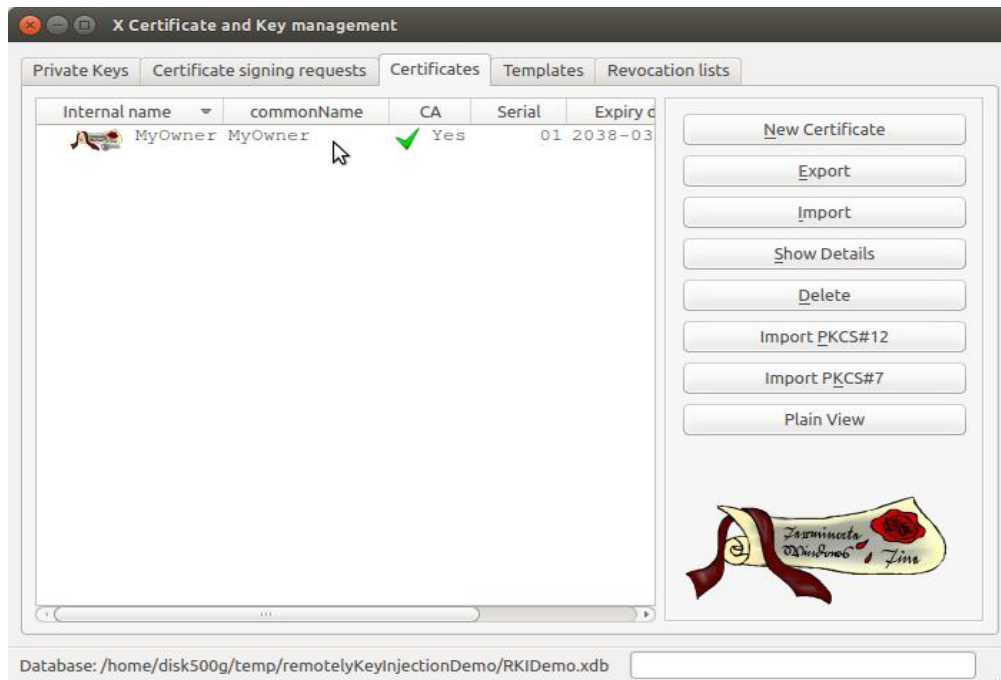 X Certificate and Key management
Private Keys Certificate signing requests Certificates Templates Revocation lists
Internal name commonName CA Serial Expiry d
MyOwner MyOwner Yes 01 2038-03
New Certificate
Export
Import
Show Details
Delete
Import PKCS#12
Import PKCS#7
Plain View
Database: /home/disk500g/temp/remotelyKeyInjectionDemo/RKIDemo.xdb